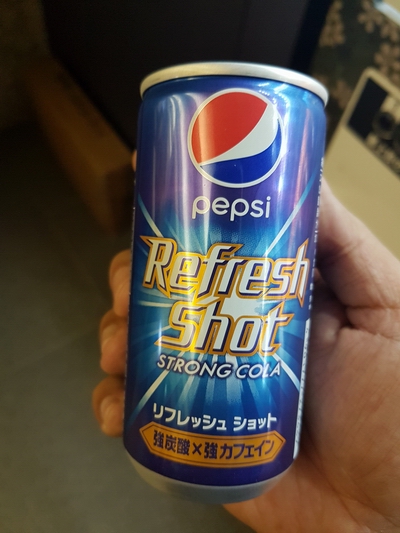 pepsi
Refresh
Shot
STRONG COLA
リフレッシュ ショット
強炭酸×強カフェイン